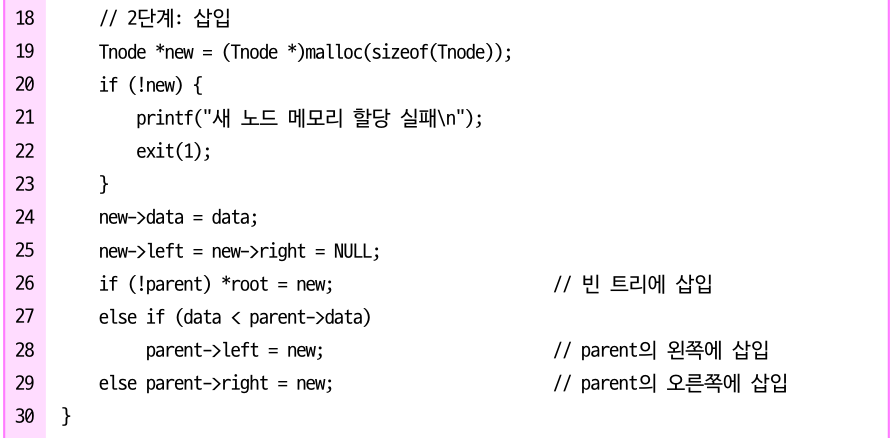 18 // 2단계: 삽입
19 Tnode *new = (Tnode *)malloc(sizeof(Tnode));
20 if (!new) {
21 printf("새 노드 메모리 할당 실패\n");
22 exit(1);
23 }
24 new->data = data;
25 new->left = new->right = NULL;
26 if (!parent) *root = new; // 빈 트리에 삽입
27 else if (data < parent->data)
28 parent->left = new; // parent의 왼쪽에 삽입
29 else parent->right = new; // parent의 오른쪽에 삽입
30 }